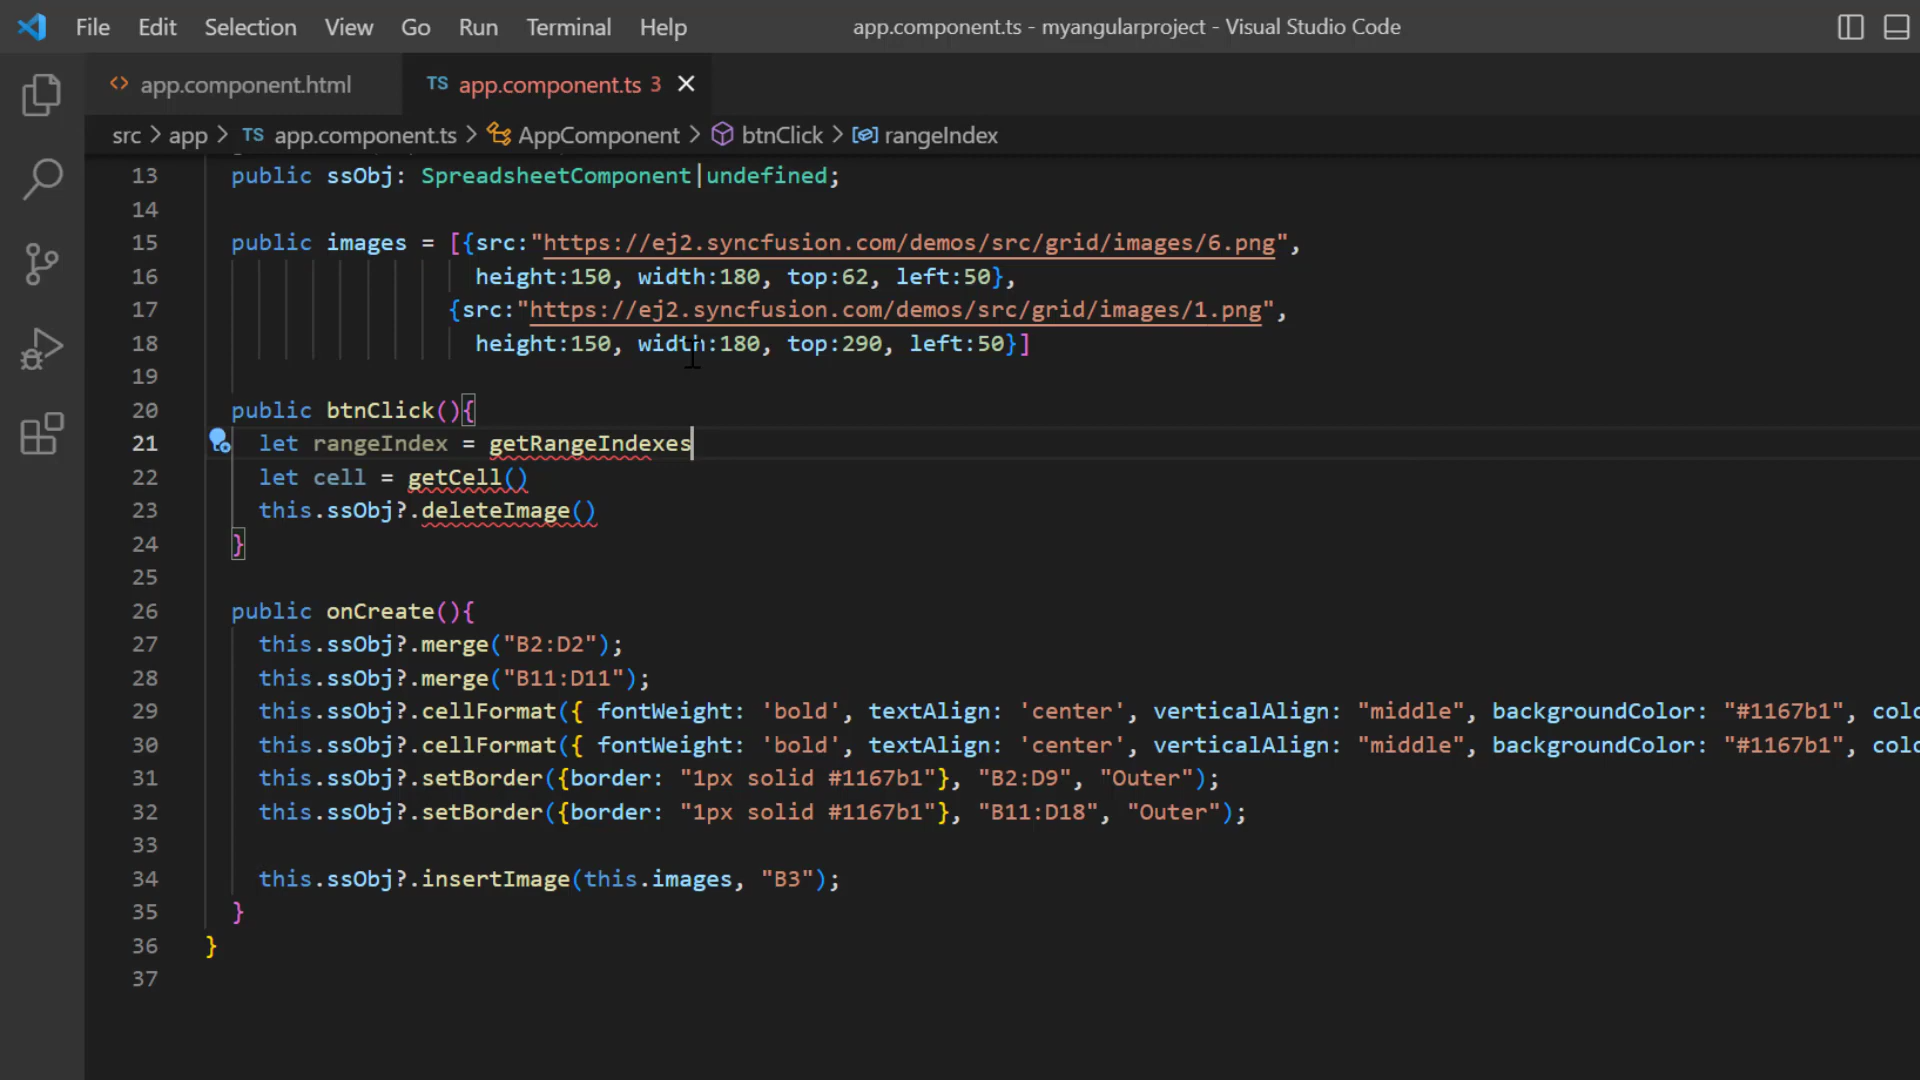 File Edit Selection View Go Run Terminal Help app.component.ts - myangularproject - Visual Studio Code
<> app.component.html TS app.component.ts 3 ×
src > app > TS app.component.ts > AppComponent > btnClick > rangeIndex
13 public ssObj: SpreadsheetComponent|undefined;
14
15 public images = [{src:"https://ej2.syncfusion.com/demos/src/grid/images/6.png",
16 height:150, width:180, top:62, left:50},
17 {src:"https://ej2.syncfusion.com/demos/src/grid/images/1.png",
18 height:150, width:180, top:290, left:50}]
19
20 public btnClick(){
21 let rangeIndex = getRangeIndexes
22 let cell = getCell()
23 this.ssObj?.deleteImage()
24 }
25
26 public onCreate(){
27 this.ssObj?.merge("B2:D2");
28 this.ssObj?.merge("B11:D11");
29 this.ssObj?.cellFormat({ fontWeight: 'bold', textAlign: 'center', verticalAlign: "middle", backgroundColor: "#1167b1", colo
30 this.ssObj?.cellFormat({ fontWeight: 'bold', textAlign: 'center', verticalAlign: "middle", backgroundColor: "#1167b1", colo
31 this.ssObj?.setBorder({border: "1px solid #1167b1"}, "B2:D9", "Outer");
32 this.ssObj?.setBorder({border: "1px solid #1167b1"}, "B11:D18", "Outer");
33
34 this.ssObj?.insertImage(this.images, "B3");
35 }
36 }
37